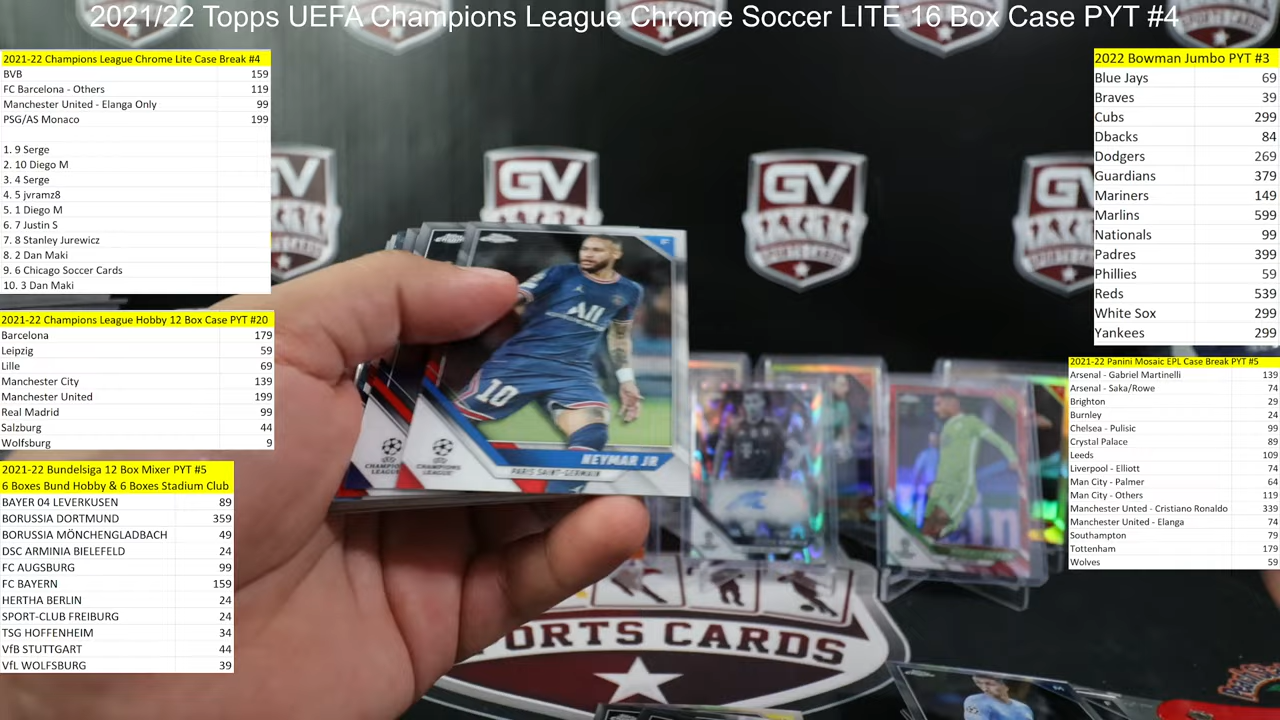 2021/22 Topps UEFA Champions League Chrome Soccer LITE 16 Box Case PYT #4
2021-22 Champions League Chrome Lite Case Break #4
BVB 159
FC Barcelona - Others 119
Manchester United - Elanga Only 99
PSG/AS Monaco 199
1. 9 Serge
2. 10 Diego M
3. 4 Serge
4. 5 jvramz8
5. 1 Diego M
6. 7 Justin S
7. 8 Stanley Jurewicz
8. 2 Dan Maki
9. 6 Chicago Soccer Cards
10. 3 Dan Maki
2021-22 Champions League Hobby 12 Box Case PYT #20
Barcelona 179
Leipzig 59
Lille 69
Manchester City 139
Manchester United 199
Real Madrid 99
Salzburg 44
Wolfsburg 9
2021-22 Bundelsiga 12 Box Mixer PYT #5
6 Boxes Bund Hobby & 6 Boxes Stadium Club
BAYER 04 LEVERKUSEN 89
BORUSSIA DORTMUND 359
BORUSSIA MÖNCHENGLADBACH 49
DSC ARMINIA BIELEFELD 24
FC AUGSBURG 99
FC BAYERN 159
HERTHA BERLIN 24
SPORT-CLUB FREIBURG 24
TSG HOFFENHEIM 34
VfB STUTTGART 44
VfL WOLFSBURG 39
2022 Bowman Jumbo PYT #3
Blue Jays 69
Braves 39
Cubs 299
Dbacks 84
Dodgers 269
Guardians 379
Mariners 149
Marlins 599
Nationals 99
Padres 399
Phillies 59
Reds 539
White Sox 299
Yankees 299
2021-22 Panini Mosaic EPL Case Break PYT #5
Arsenal - Gabriel Martinelli 139
Arsenal - Saka/Rowe 74
Brighton 29
Burnley 24
Chelsea - Pulisic 99
Crystal Palace 89
Leeds 109
Liverpool - Elliott 74
Man City - Palmer 64
Man City - Others 119
Manchester Unted - Cristiano Ronaldo 339
Manchester United - Elanga 74
Southampton 79
Tottenham 179
Wolves 59
GV
GV
GV
SPORTS CARDS
10
NEYMAR JR
PARIS SAINT-GERMAIN
CHAMPIONS
LEAGUE
ORTS CARDS